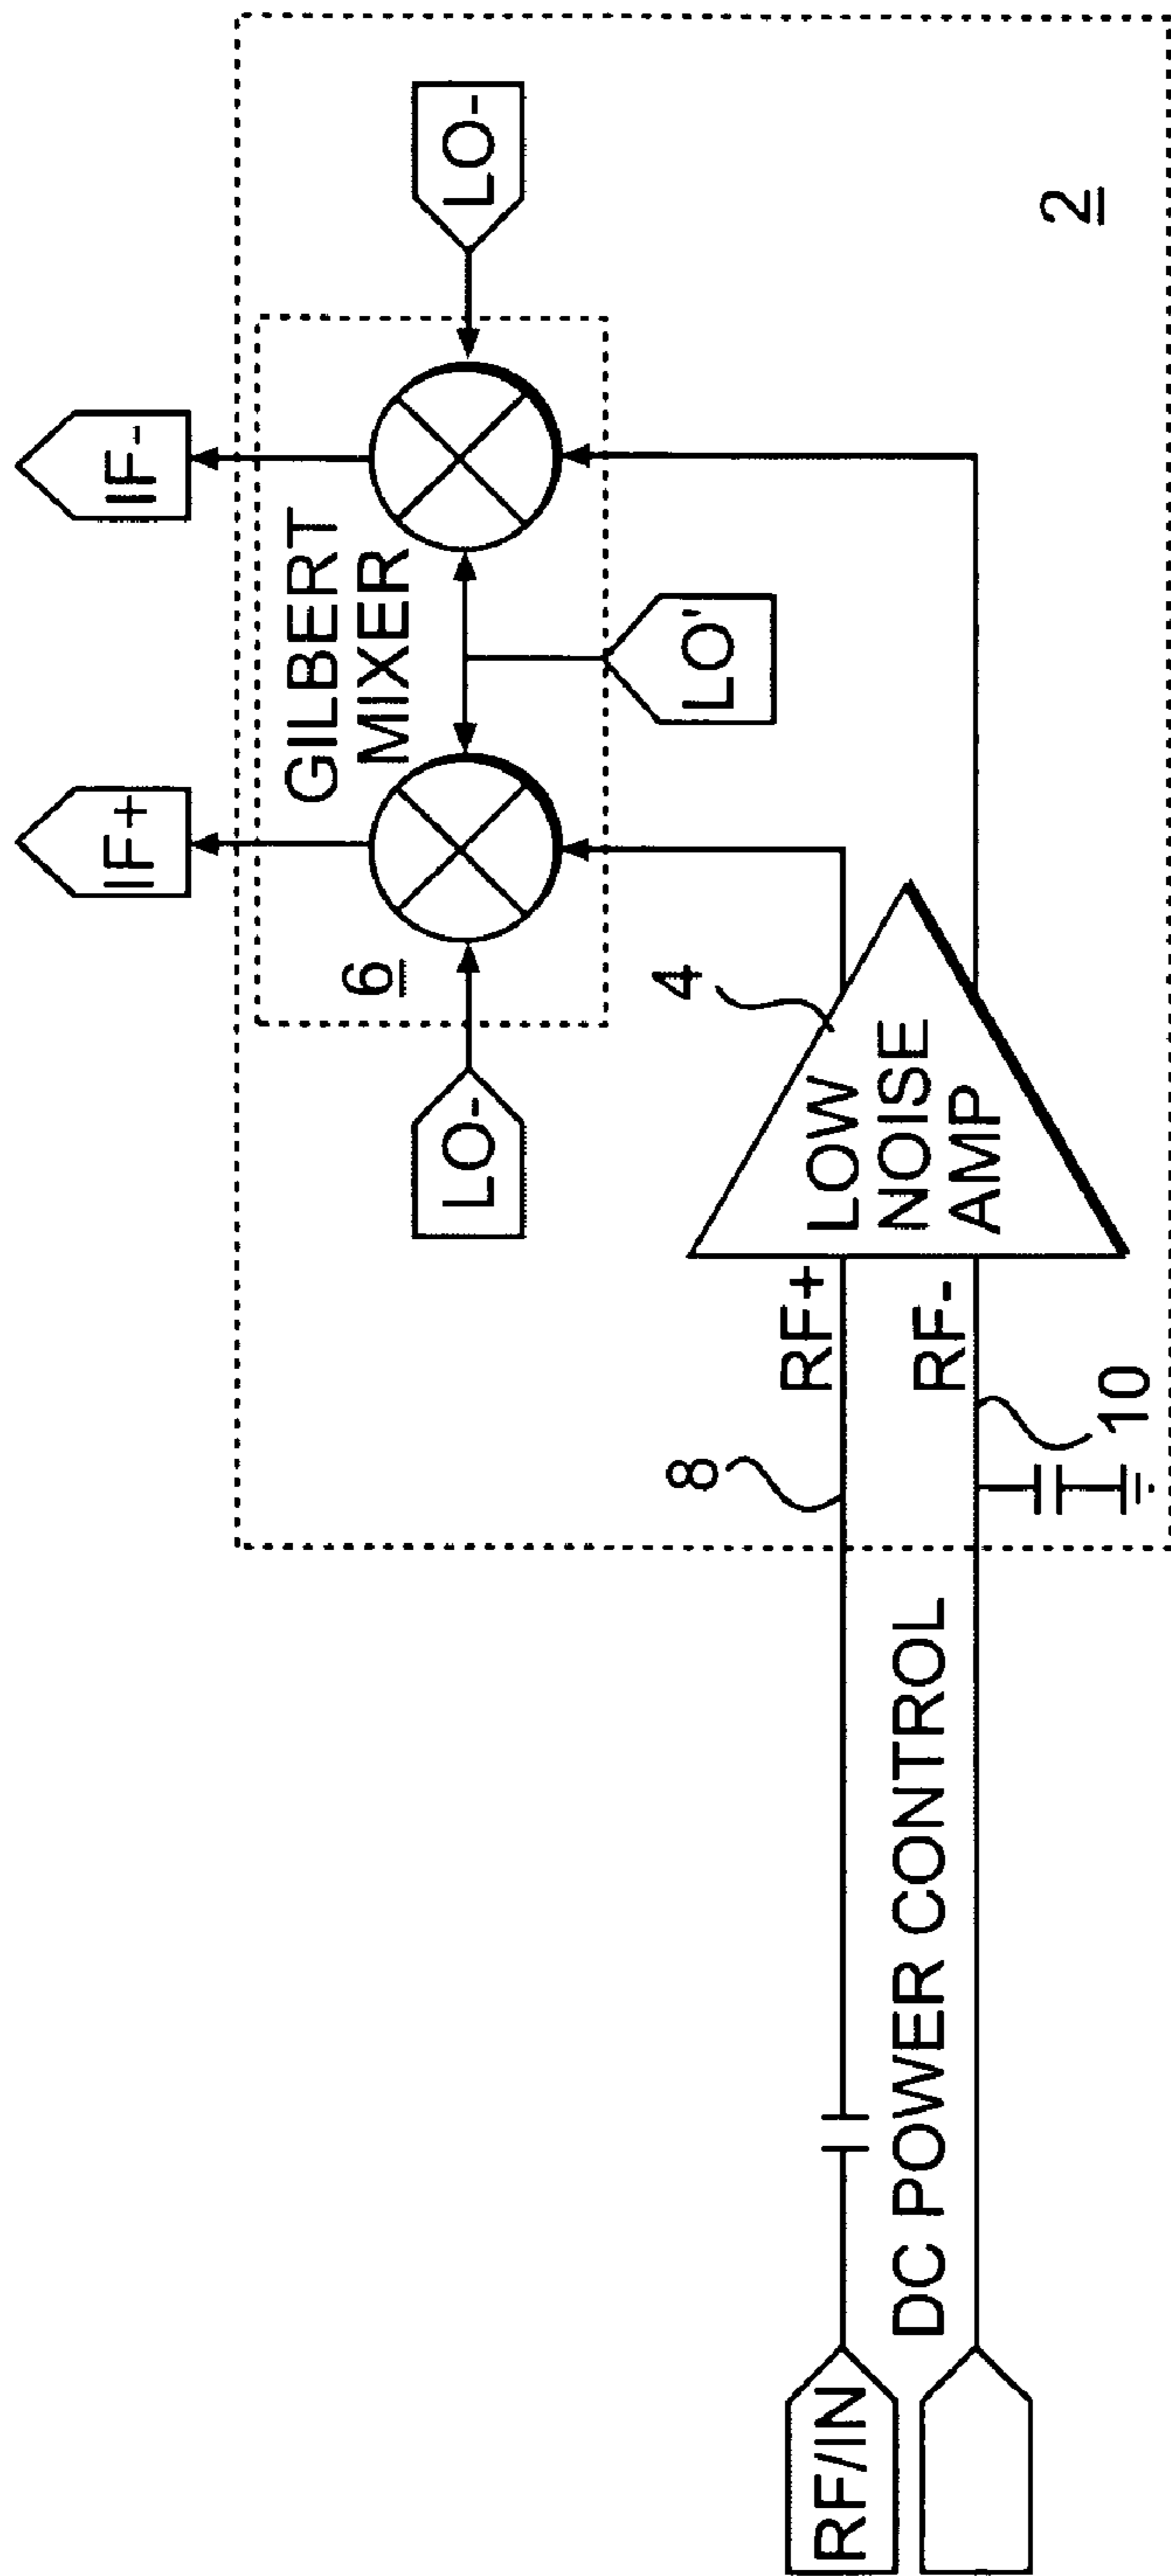 IF+
IF-
GILBERT
MIXER
6
LO-
LO-
LO'
4
LOW
NOISE
AMP
2
RF+
RF-
8
10
RF/IN
DC POWER CONTROL